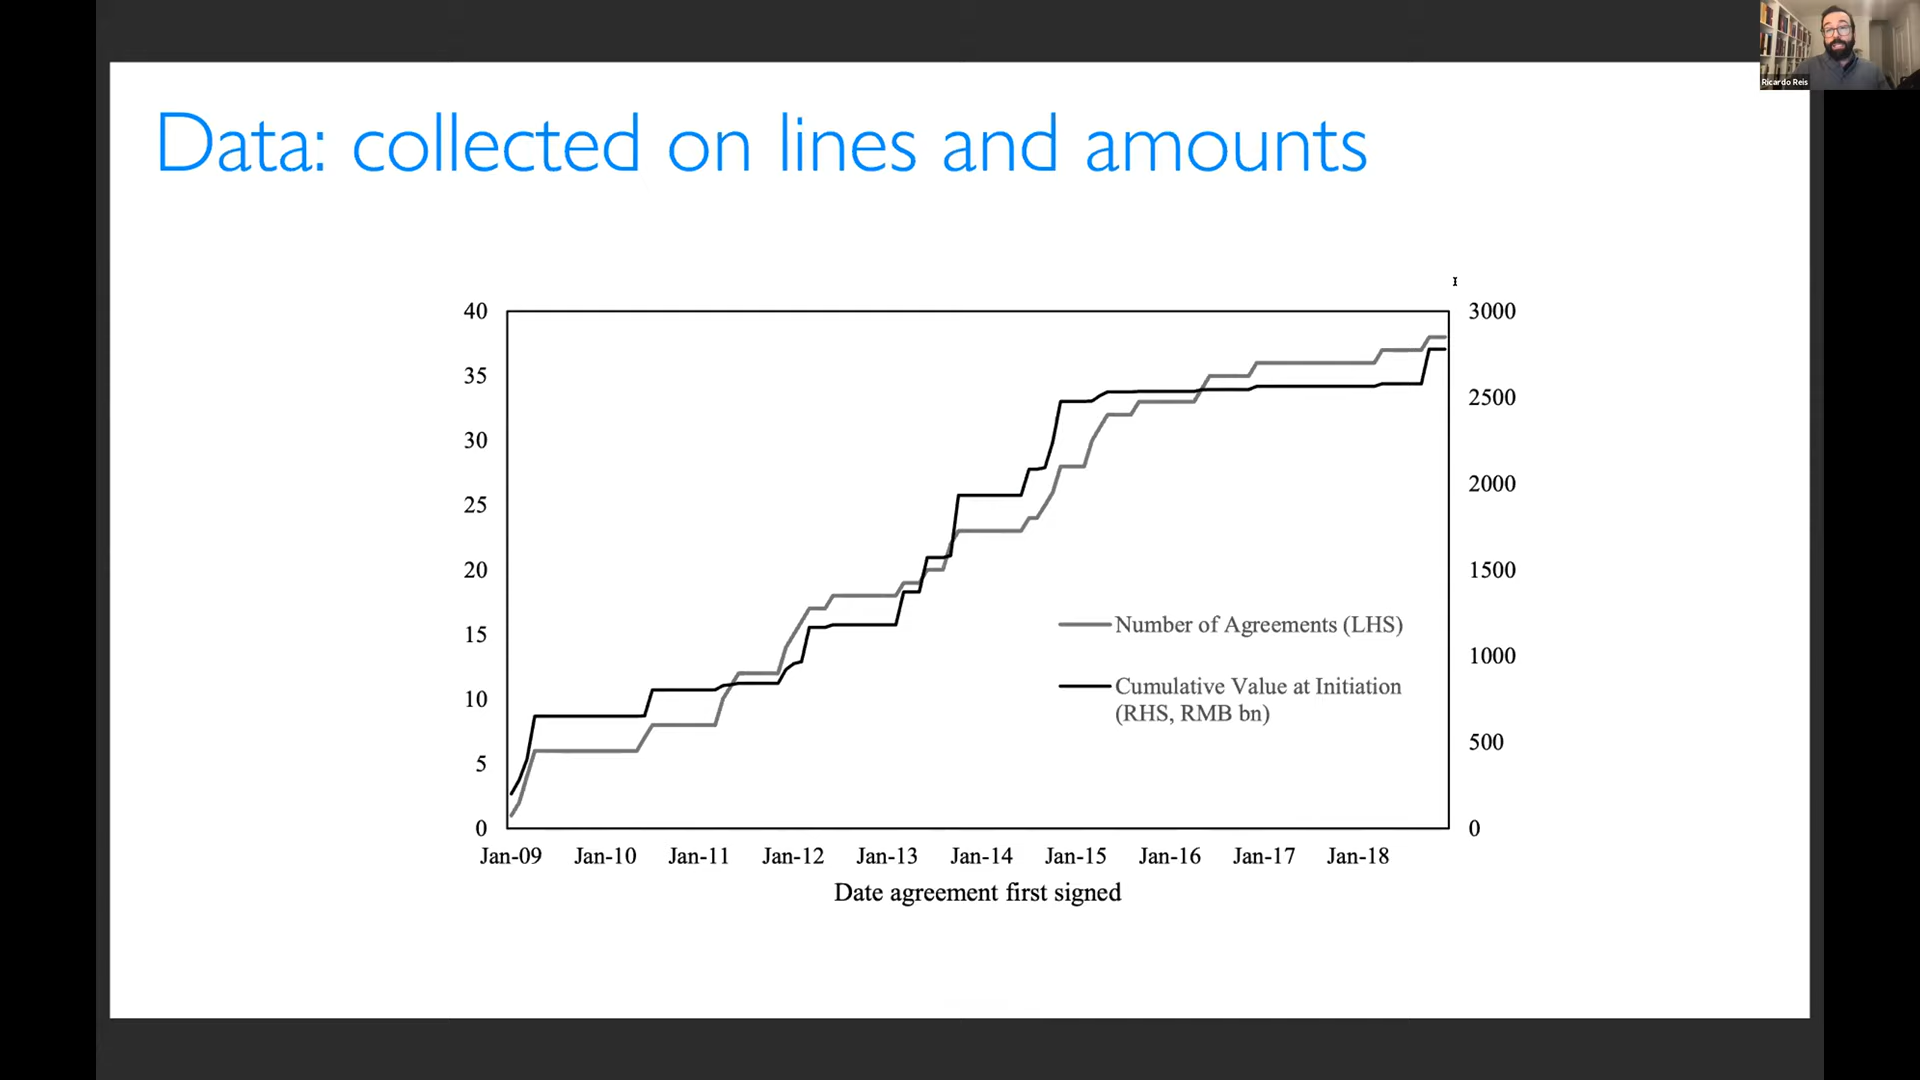 Ricardo Reis
Data: collected on lines and amounts
40
35
30
25
20
15
10
5
0
3000
2500
2000
1500
1000
500
0
Number of Agreements (LHS)
Cumulative Value at Initiation
(RHS, RMB bn)
Jan-09 Jan-10 Jan-11 Jan-12 Jan-13 Jan-14 Jan-15 Jan-16 Jan-17 Jan-18
Date agreement first signed